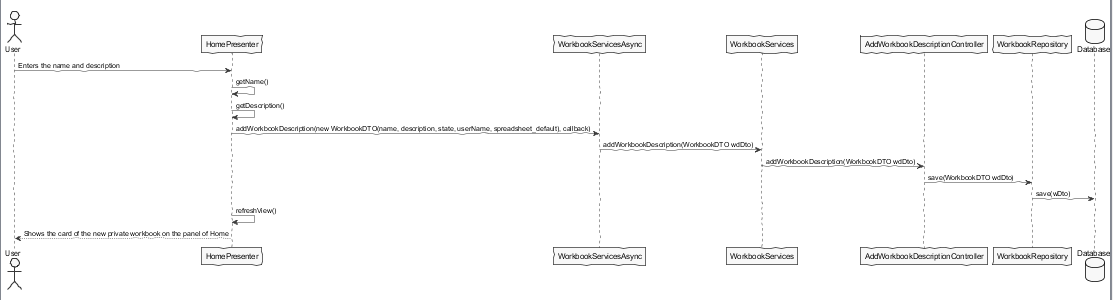 User
HomePresenter
WorkbookServicesAsync
WorkbookServices
AddWorkbookDescriptionController
WorkbookRepository
Database
Enters the name and description
getName()
getDescription()
addWorkbookDescription(new WorkbookDTO(name, description, state, userName, spreadsheet_default), callback)
addWorkbookDescription(WorkbookDTO wdDto)
addWorkbookDescription(WorkbookDTO wdDto)
save(WorkbookDTO wdDto)
save(wDto)
refreshView()
Shows the card of the new private workbook on the panel of Home
User
HomePresenter
WorkbookServicesAsync
WorkbookServices
AddWorkbookDescriptionController
WorkbookRepository
Database